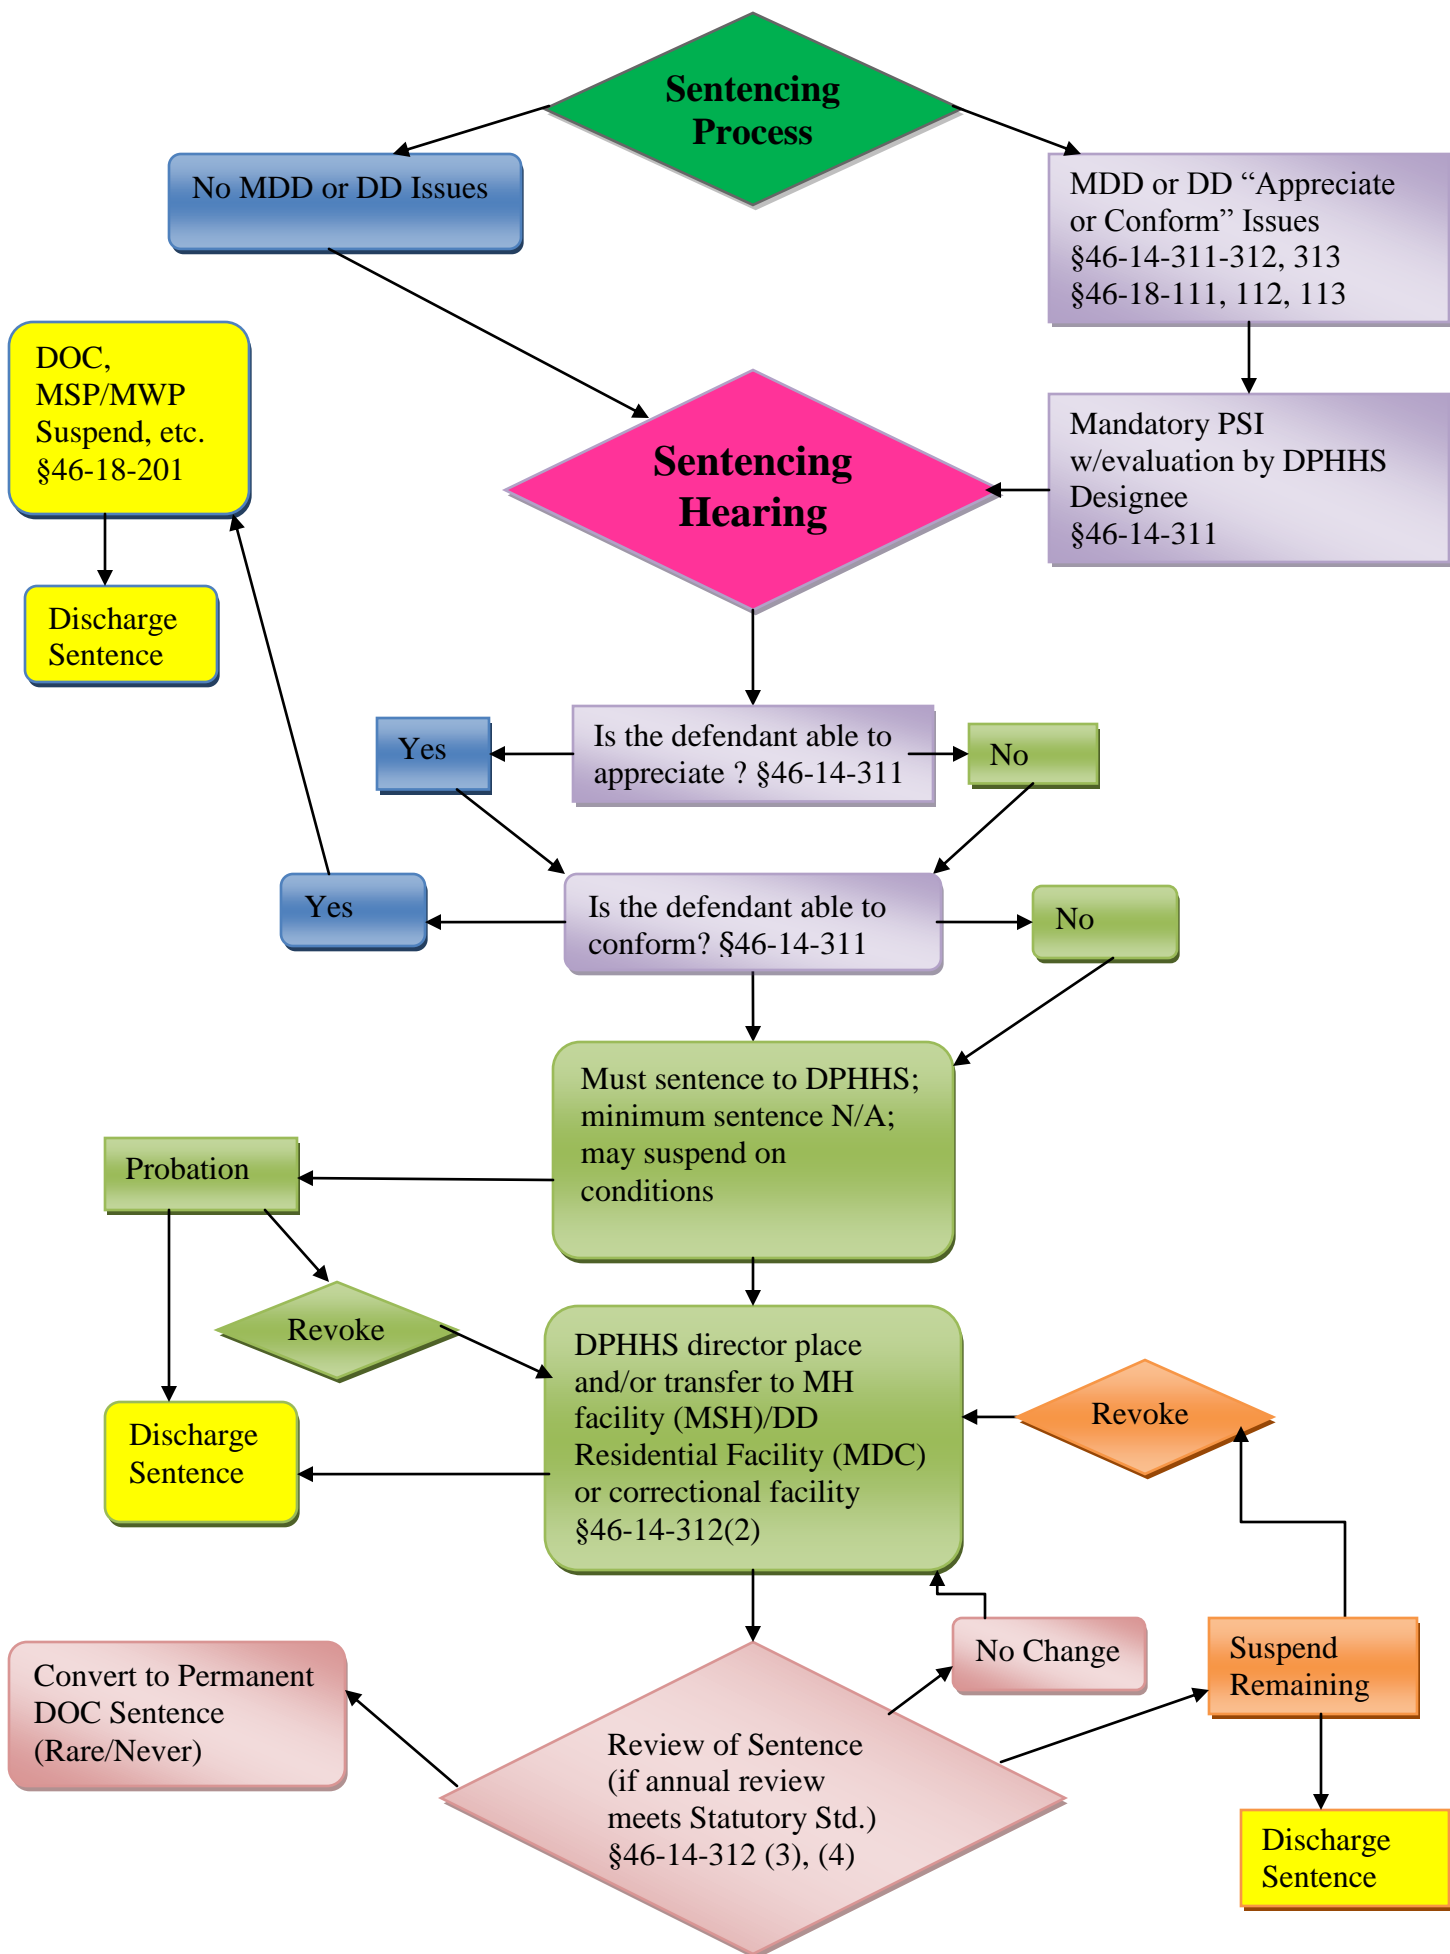 Sentencing
Process
No MDD or DD Issues
MDD or DD “Appreciate
or Conform” Issues
§46-14-311-312, 313
§46-18-111, 112, 113
DOC,
MSP/MWP
Suspend, etc.
§46-18-201
Mandatory PSI
w/evaluation by DPHHS
Designee
§46-14-311
Sentencing
Hearing
Discharge
Sentence
Yes
Is the defendant able to
appreciate ? §46-14-311
No
Yes
Is the defendant able to
conform? §46-14-311
No
Must sentence to DPHHS;
minimum sentence N/A;
may suspend on
conditions
Probation
Revoke
DPHHS director place
and/or transfer to MH
facility (MSH)/DD
Residential Facility (MDC)
or correctional facility
§46-14-312(2)
Revoke
Discharge
Sentence
No Change
Suspend
Remaining
Convert to Permanent
DOC Sentence
(Rare/Never)
Review of Sentence
(if annual review
meets Statutory Std.)
§46-14-312 (3), (4)
Discharge
Sentence